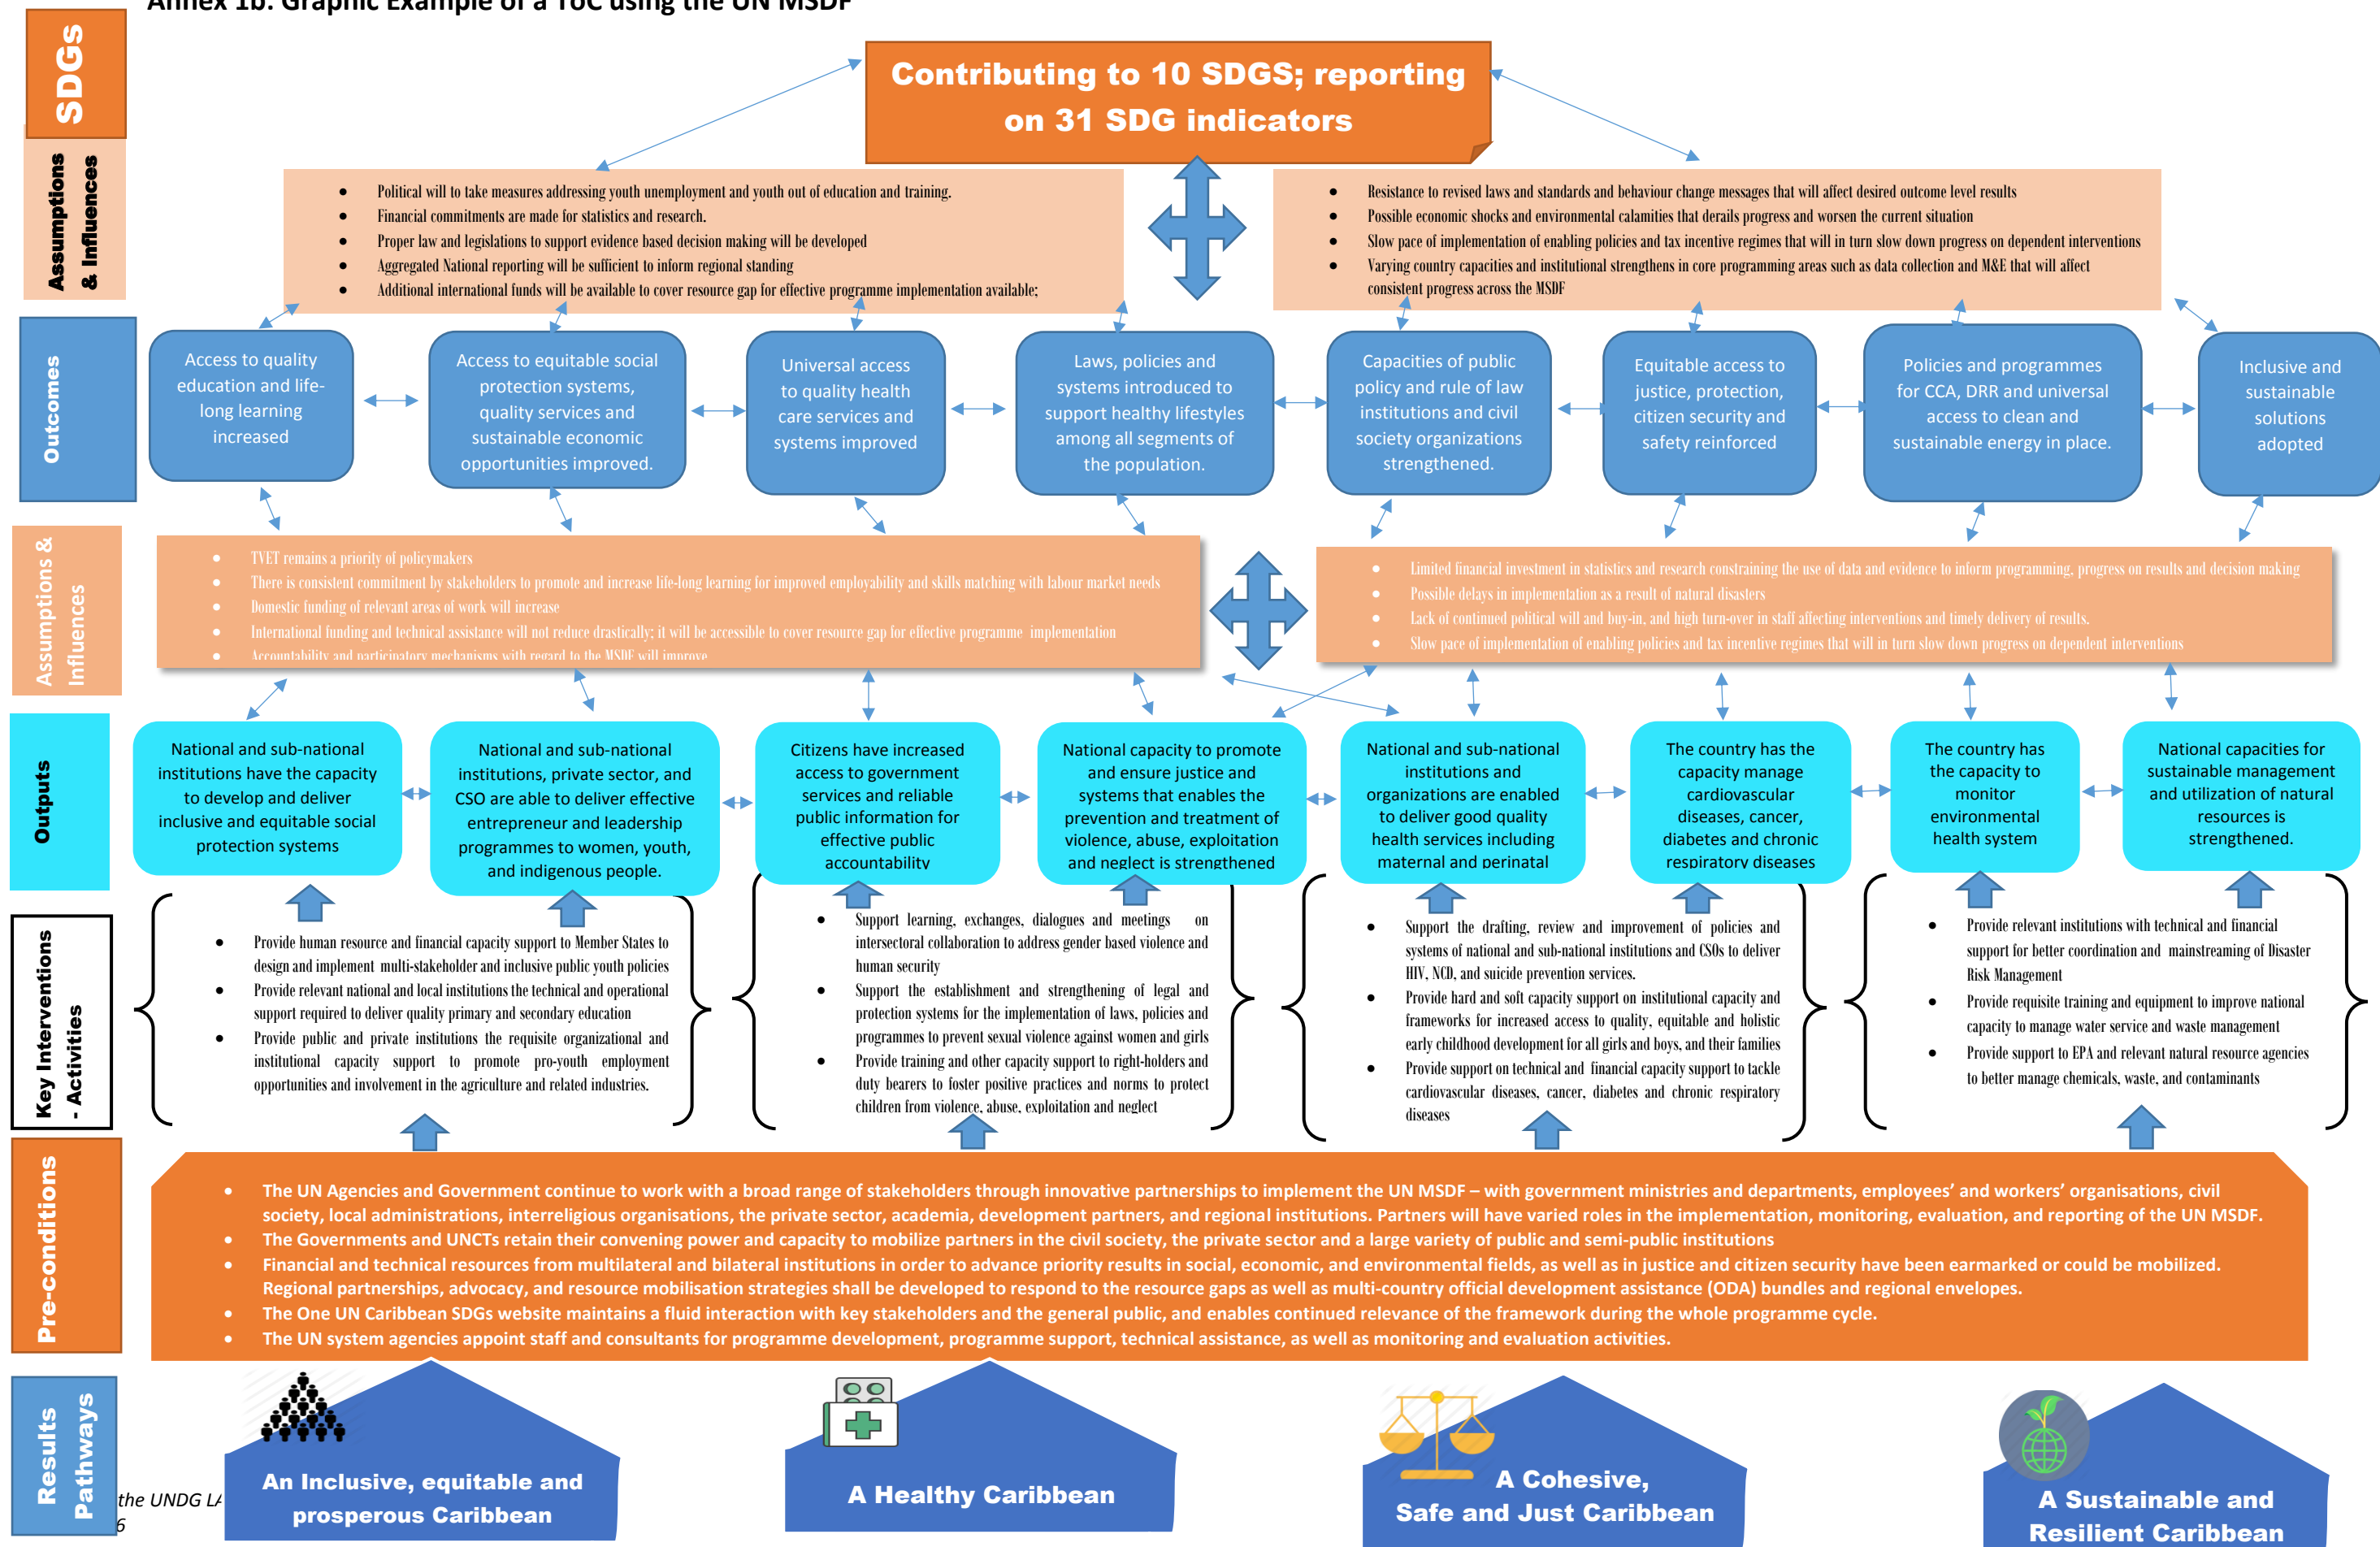 Annex 1b: Graphic Example of a ToC using the UN MSDF
SDGs
Contributing to 10 SDGS; reporting
on 31 SDG indicators
Assumptions
& Influences
• Political will to take measures addressing youth unemployment and youth out of education and training.
• Financial commitments are made for statistics and research.
• Proper law and legislations to support evidence based decision making will be developed
• Aggregated National reporting will be sufficient to inform regional standing
• Additional international funds will be available to cover resource gap for effective programme implementation available;
• Resistance to revised laws and standards and behaviour change messages that will affect desired outcome level results
• Possible economic shocks and environmental calamities that derails progress and worsen the current situation
• Slow pace of implementation of enabling policies and tax incentive regimes that will in turn slow down progress on dependent interventions
• Varying country capacities and institutional strengthens in core programming areas such as data collection and M&E that will affect
consistent progress across the MSDF
Outcomes
Access to quality
education and life-
long learning
increased
Access to equitable social
protection systems,
quality services and
sustainable economic
opportunities improved.
Universal access
to quality health
care services and
systems improved
Laws, policies and
systems introduced to
support healthy lifestyles
among all segments of
the population.
Capacities of public
policy and rule of law
institutions and civil
society organizations
strengthened.
Equitable access to
justice, protection,
citizen security and
safety reinforced
Policies and programmes
for CCA, DRR and universal
access to clean and
sustainable energy in place.
Inclusive and
sustainable
solutions
adopted
Assumptions &
Influences
• TVET remains a priority of policymakers
• There is consistent commitment by stakeholders to promote and increase life-long learning for improved employability and skills matching with labour market needs
• Domestic funding of relevant areas of work will increase
• International funding and technical assistance will not reduce drastically; it will be accessible to cover resource gap for effective programme implementation
• Accountability and participatory mechanisms with regard to the MSDF will improve
• Limited financial investment in statistics and research constraining the use of data and evidence to inform programming, progress on results and decision making
• Possible delays in implementation as a result of natural disasters
• Lack of continued political will and buy-in, and high turn-over in staff affecting interventions and timely delivery of results.
• Slow pace of implementation of enabling policies and tax incentive regimes that will in turn slow down progress on dependent interventions
Outputs
National and sub-national
institutions have the capacity
to develop and deliver
inclusive and equitable social
protection systems
National and sub-national
institutions, private sector, and
CSO are able to deliver effective
entrepreneur and leadership
programmes to women, youth,
and indigenous people.
Citizens have increased
access to government
services and reliable
public information for
effective public
accountability
National capacity to promote
and ensure justice and
systems that enables the
prevention and treatment of
violence, abuse, exploitation
and neglect is strengthened
National and sub-national
institutions and
organizations are enabled
to deliver good quality
health services including
maternal and perinatal
The country has the
capacity manage
cardiovascular
diseases, cancer,
diabetes and chronic
respiratory diseases
The country has
the capacity to
monitor
environmental
health system
National capacities for
sustainable management
and utilization of natural
resources is
strengthened.
Key Interventions
- Activities
• Provide human resource and financial capacity support to Member States to
design and implement multi-stakeholder and inclusive public youth policies
• Provide relevant national and local institutions the technical and operational
support required to deliver quality primary and secondary education
• Provide public and private institutions the requisite organizational and
institutional capacity support to promote pro-youth employment
opportunities and involvement in the agriculture and related industries.
• Support learning, exchanges, dialogues and meetings on
intersectoral collaboration to address gender based violence and
human security
• Support the establishment and strengthening of legal and
protection systems for the implementation of laws, policies and
programmes to prevent sexual violence against women and girls
• Provide training and other capacity support to right-holders and
duty bearers to foster positive practices and norms to protect
children from violence, abuse, exploitation and neglect
• Support the drafting, review and improvement of policies and
systems of national and sub-national institutions and CSOs to deliver
HIV, NCD, and suicide prevention services.
• Provide hard and soft capacity support on institutional capacity and
frameworks for increased access to quality, equitable and holistic
early childhood development for all girls and boys, and their families
• Provide support on technical and financial capacity support to tackle
cardiovascular diseases, cancer, diabetes and chronic respiratory
diseases
• Provide relevant institutions with technical and financial
support for better coordination and mainstreaming of Disaster
Risk Management
• Provide requisite training and equipment to improve national
capacity to manage water service and waste management
• Provide support to EPA and relevant natural resource agencies
to better manage chemicals, waste, and contaminants
Pre-conditions
• The UN Agencies and Government continue to work with a broad range of stakeholders through innovative partnerships to implement the UN MSDF – with government ministries and departments, employees’ and workers’ organisations, civil
society, local administrations, interreligious organisations, the private sector, academia, development partners, and regional institutions. Partners will have varied roles in the implementation, monitoring, evaluation, and reporting of the UN MSDF.
• The Governments and UNCTs retain their convening power and capacity to mobilize partners in the civil society, the private sector and a large variety of public and semi-public institutions
• Financial and technical resources from multilateral and bilateral institutions in order to advance priority results in social, economic, and environmental fields, as well as in justice and citizen security have been earmarked or could be mobilized.
Regional partnerships, advocacy, and resource mobilisation strategies shall be developed to respond to the resource gaps as well as multi-country official development assistance (ODA) bundles and regional envelopes.
• The One UN Caribbean SDGs website maintains a fluid interaction with key stakeholders and the general public, and enables continued relevance of the framework during the whole programme cycle.
• The UN system agencies appoint staff and consultants for programme development, programme support, technical assistance, as well as monitoring and evaluation activities.
Results
Pathways
the UNDG LA
6
An Inclusive, equitable and
prosperous Caribbean
A Healthy Caribbean
A Cohesive,
Safe and Just Caribbean
A Sustainable and
Resilient Caribbean